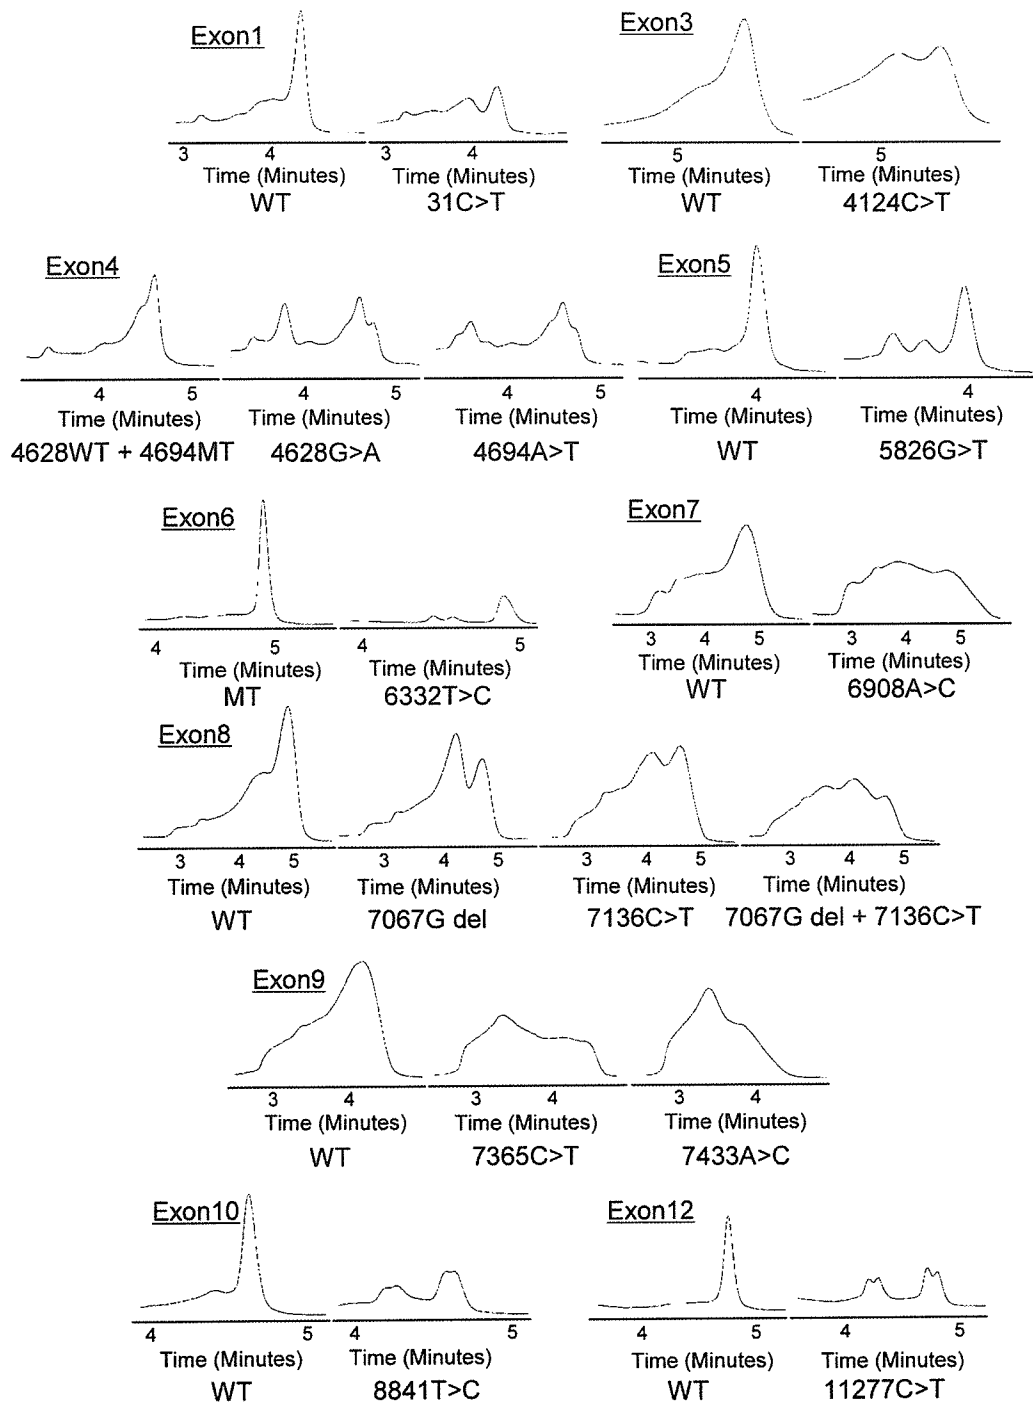 Exon1
3 4 3 4
Time (Minutes) Time (Minutes)
WT 31C>T
Exon3
5 5
Time (Minutes) Time (Minutes)
WT 4124C>T
Exon4
4 5 4 5 4 5
Time (Minutes) Time (Minutes) Time (Minutes)
4628WT + 4694MT 4628G>A 4694A>T
Exon5
4 4
Time (Minutes) Time (Minutes)
WT 5826G>T
Exon6
4 5 4 5
Time (Minutes) Time (Minutes)
MT 6332T>C
Exon7
3 4 5 3 4 5
Time (Minutes) Time (Minutes)
WT 6908A>C
Exon8
3 4 5 3 4 5 3 4 5 3 4 5
Time (Minutes) Time (Minutes) Time (Minutes) Time (Minutes)
WT 7067G del 7136C>T 7067G del + 7136C>T
Exon9
3 4 3 4 3 4
Time (Minutes) Time (Minutes) Time (Minutes)
WT 7365C>T 7433A>C
Exon10
4 5 4 5
Time (Minutes) Time (Minutes)
WT 8841T>C
Exon12
4 5 4 5
Time (Minutes) Time (Minutes)
WT 11277C>T